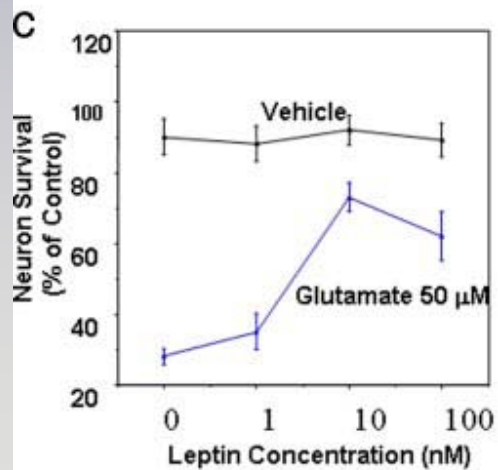 C
120
100
80
60
40
20
Neuron Survival
(% of Control)
Vehicle
Glutamate 50 µM
0 1 10 100
Leptin Concentration (nM)